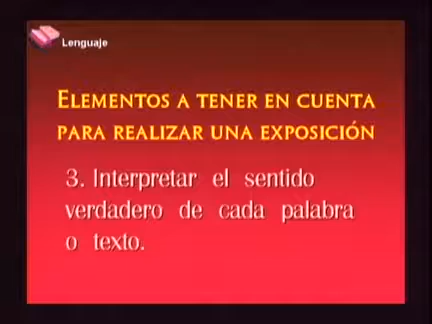 Lenguaje
ELEMENTOS A TENER EN CUENTA
PARA REALIZAR UNA EXPOSICIÓN
3. Interpretar el sentido
verdadero de cada palabra
o texto.